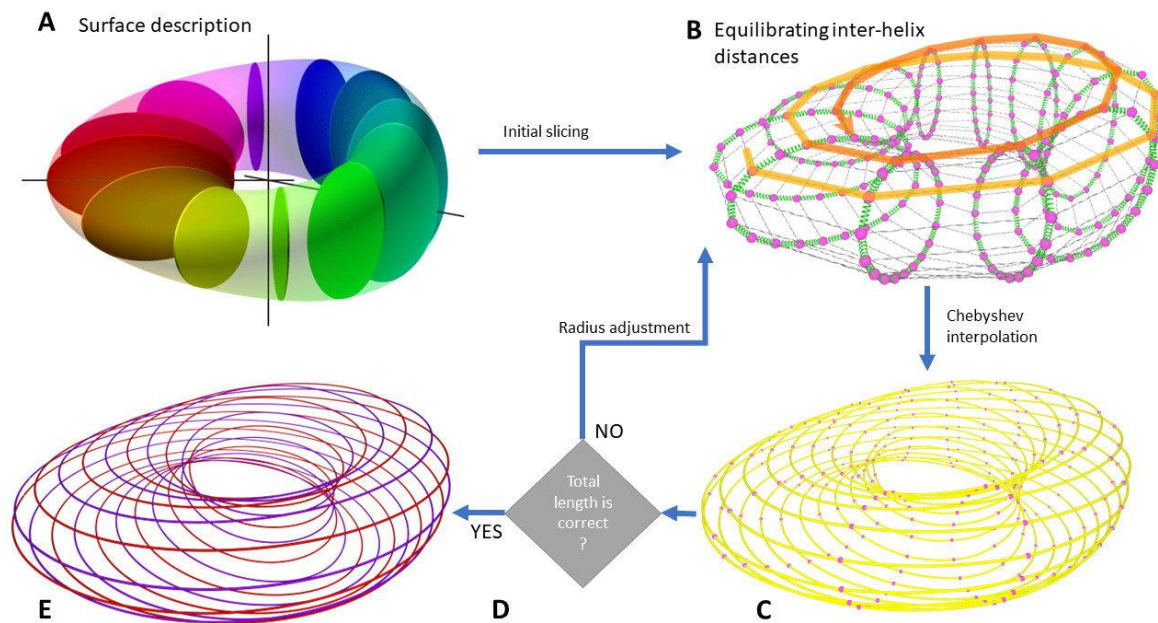 A
Surface description
B
Equilibrating inter-helix
distances
Initial slicing
Radius adjustment
Chebyshev
interpolation
NO
Total
length is
correct
?
YES
E
D
C